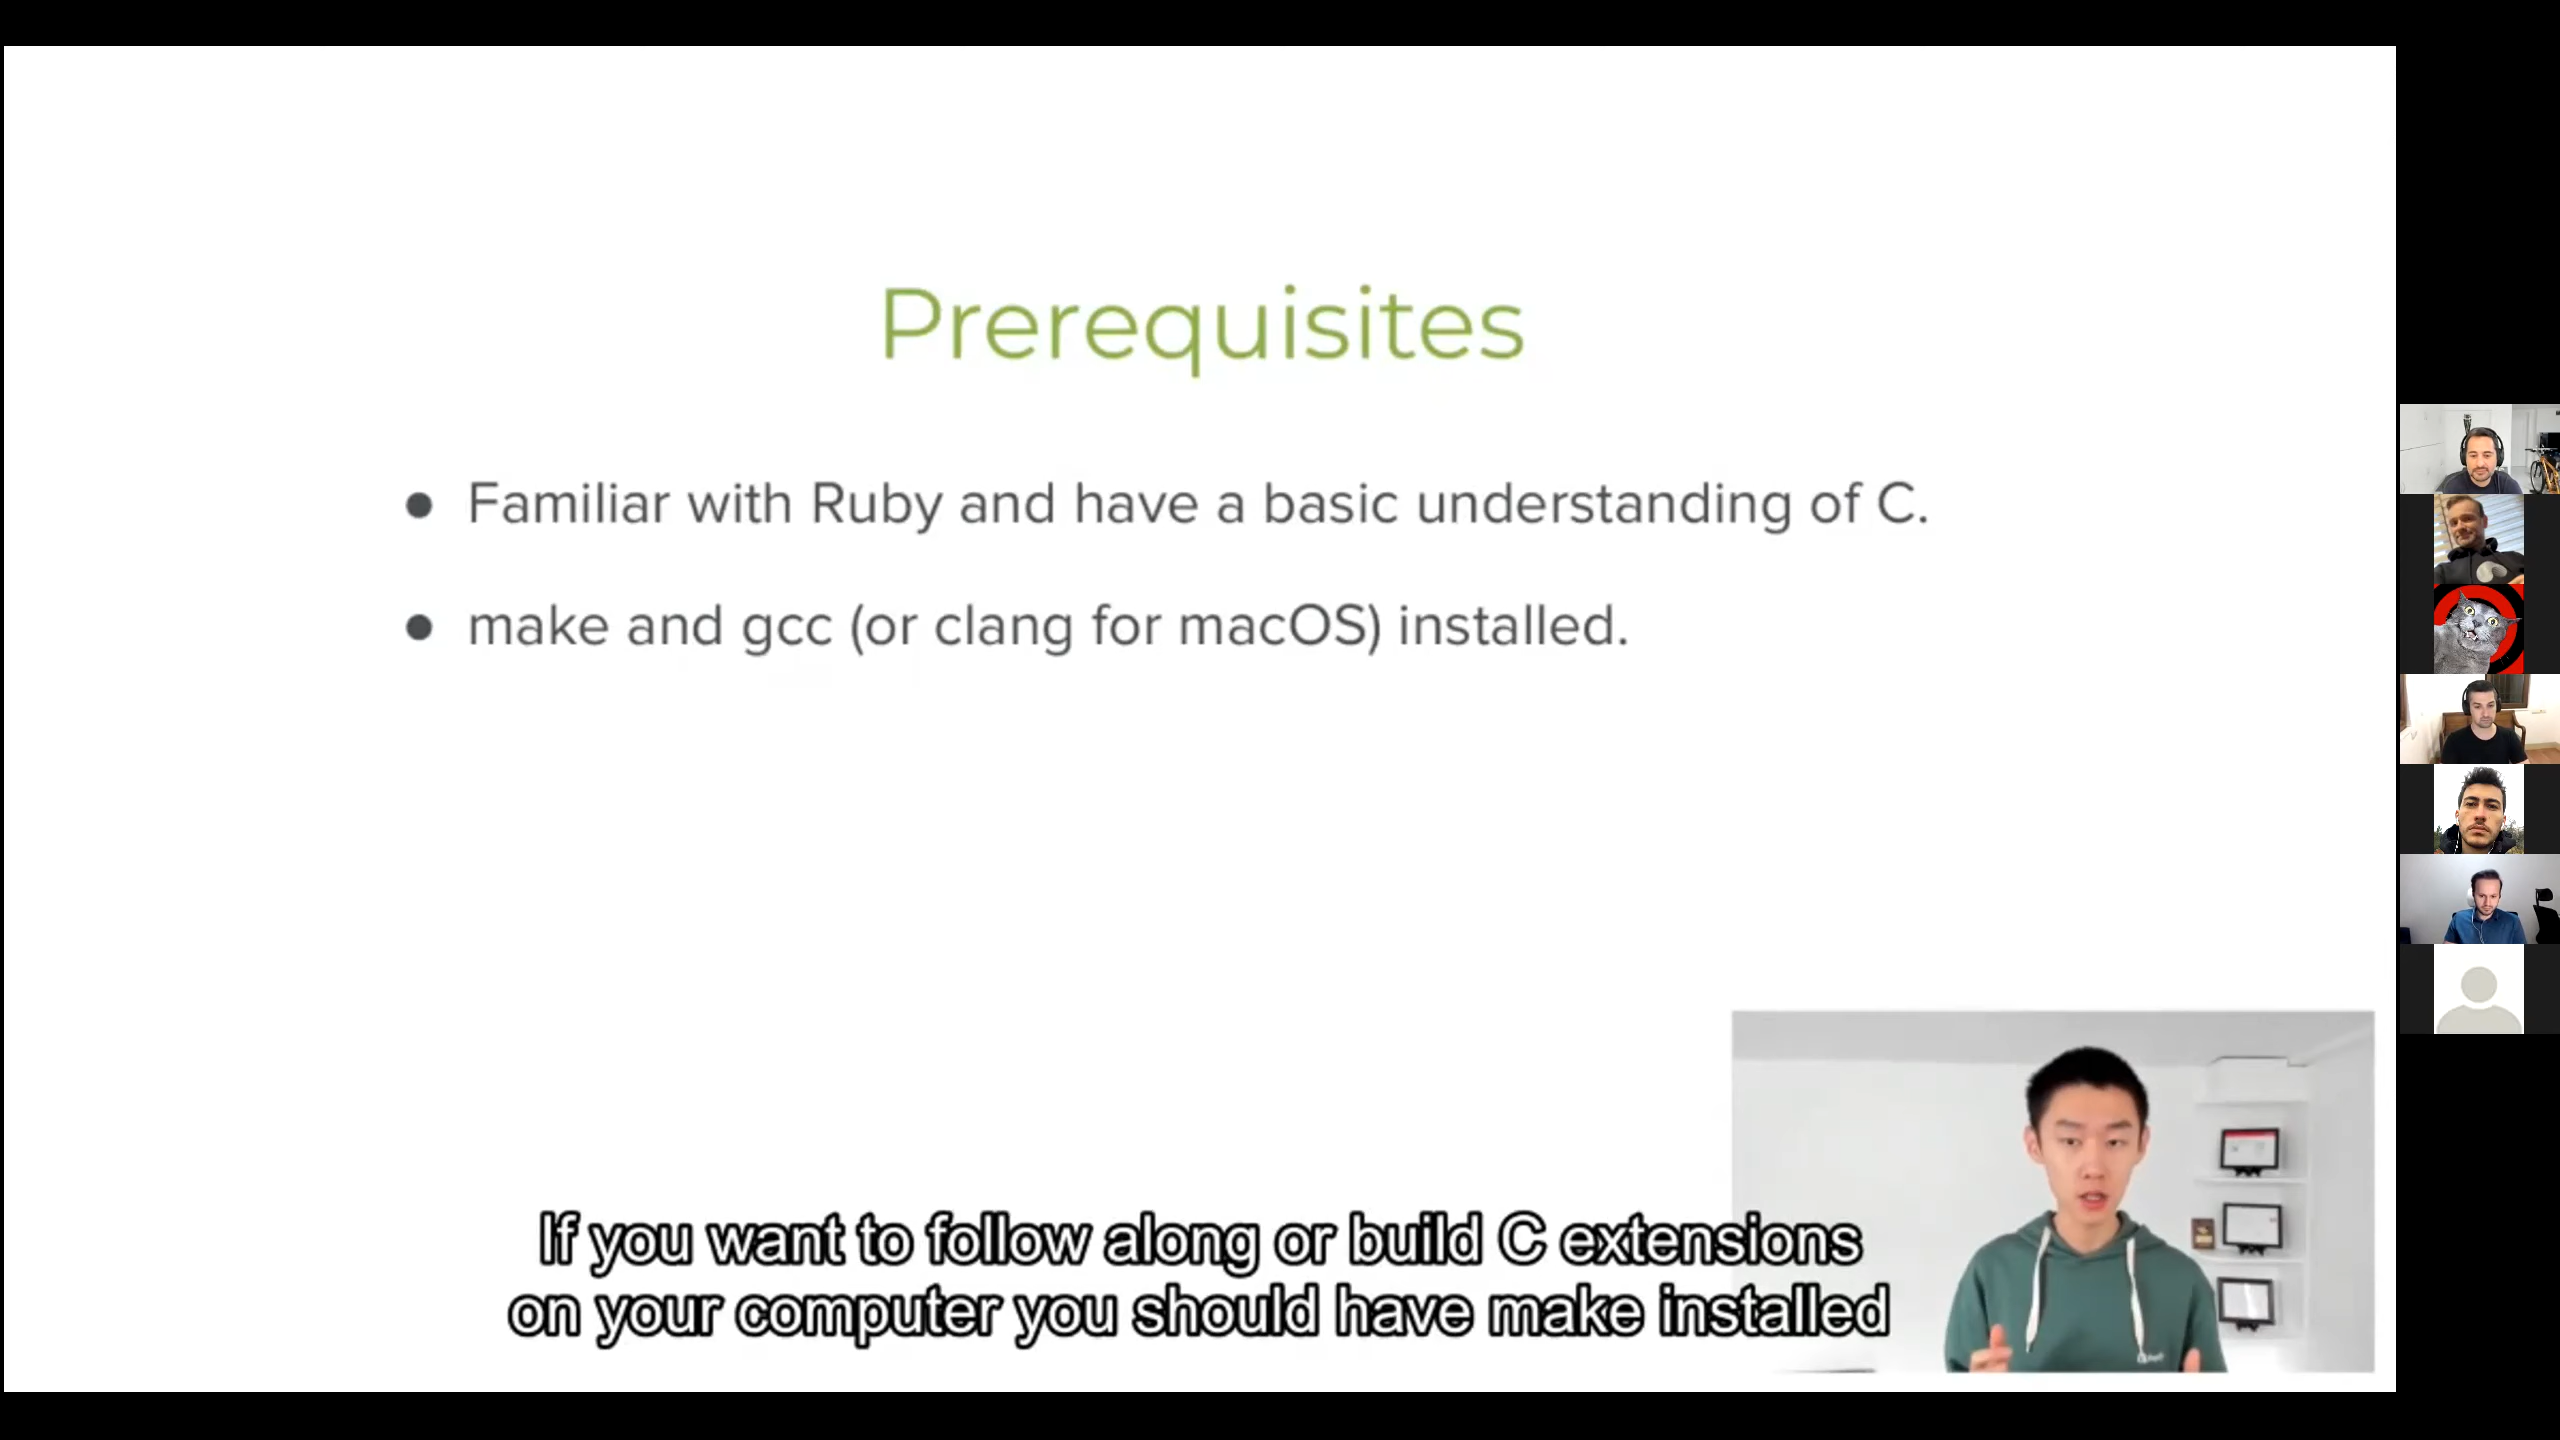 Prerequisites
● Familiar with Ruby and have a basic understanding of C.
● make and gcc (or clang for macOS) installed.
If you want to follow along or build C extensions
on your computer you should have make installed